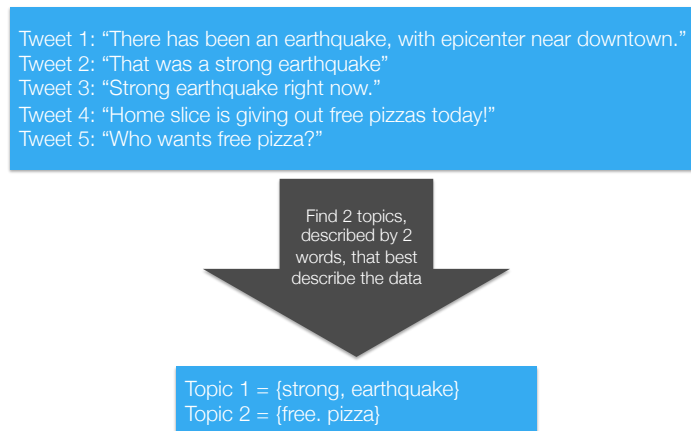 Tweet 1: “There has been an earthquake, with epicenter near downtown.”
Tweet 2: “That was a strong earthquake”
Tweet 3: “Strong earthquake right now.”
Tweet 4: “Home slice is giving out free pizzas today!”
Tweet 5: “Who wants free pizza?”
Find 2 topics,
described by 2
words, that best
describe the data
Topic 1 = {strong, earthquake}
Topic 2 = {free. pizza}